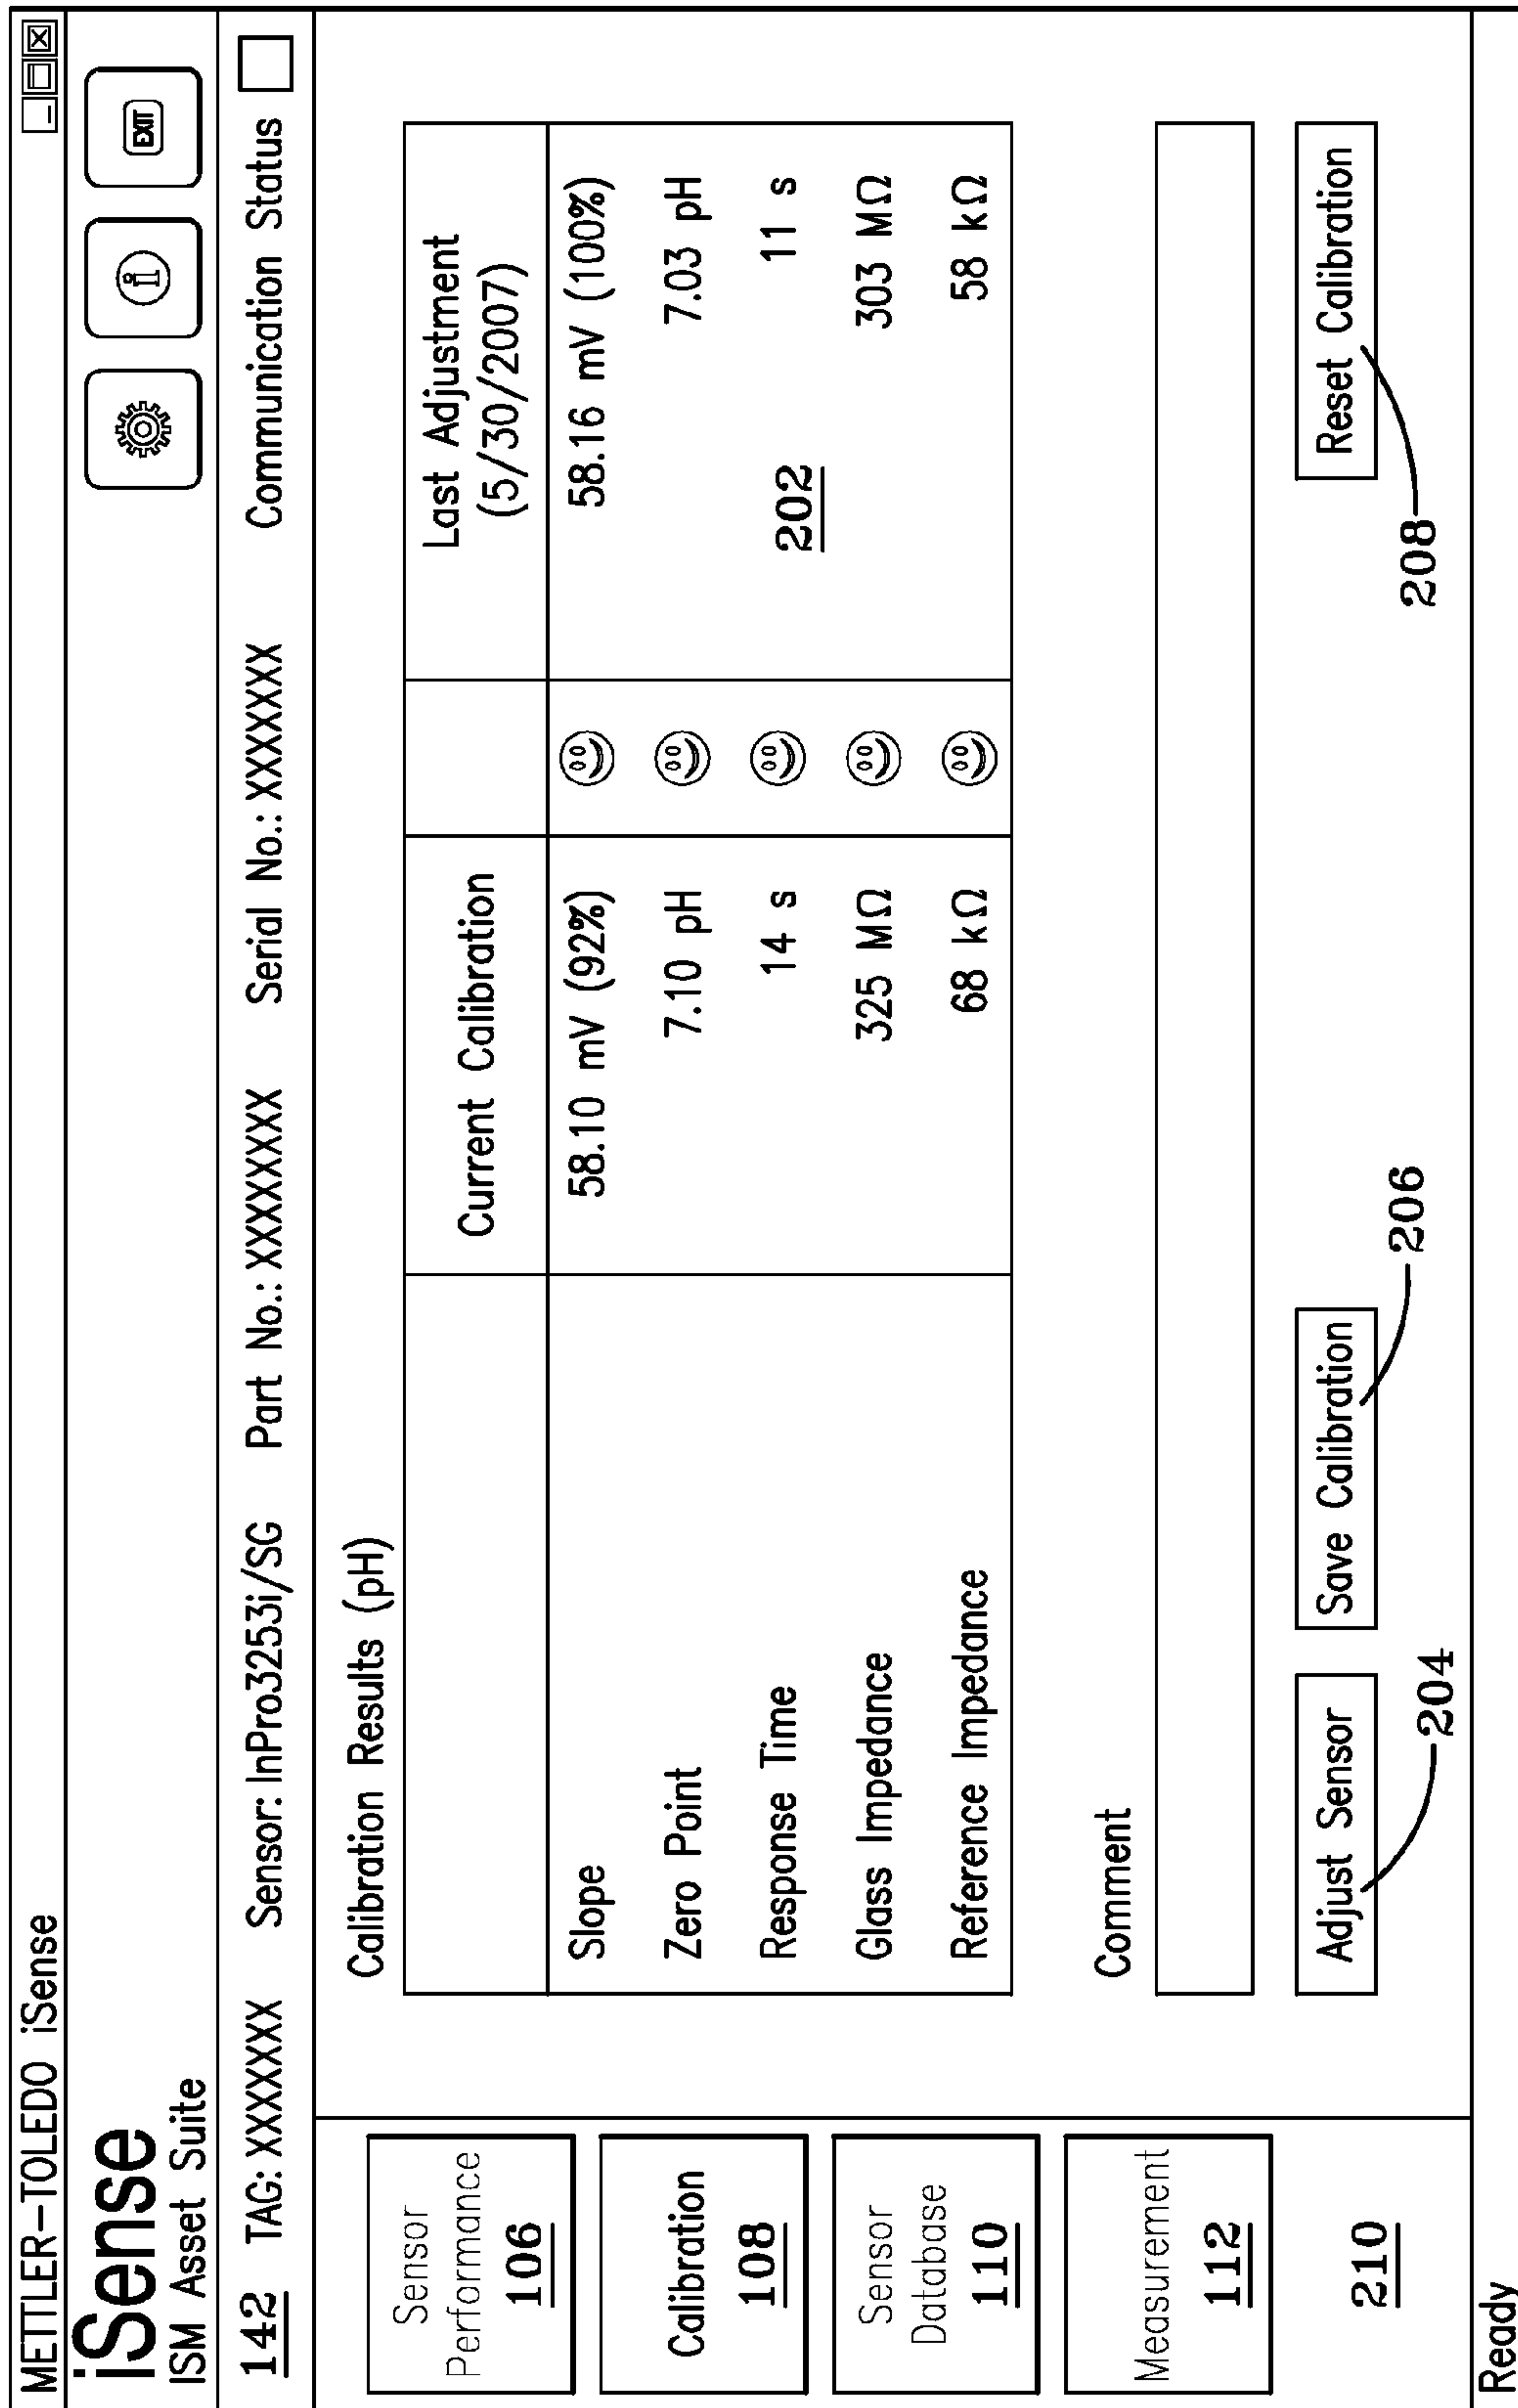 METTLER-TOLEDO iSense
iSense
ISM Asset Suite
EXIT
i
142 TAG: XXXXXXX Sensor: InPro3253i/SG Part No.: XXXXXXXX Serial No.: XXXXXXX Communication Status
Sensor
Performance
106
Calibration
108
Sensor
Database
110
Measurement
112
210
Calibration Results (pH)
Current Calibration Last Adjustment
(5/30/2007)
Slope 58.10 mV (92%) 58.16 mV (100%)
Zero Point 7.10 pH 7.03 pH
Response Time 14 s 202 11 s
Glass Impedance 325 MΩ 303 MΩ
Reference Impedance 68 kΩ 58 kΩ
Comment
Adjust Sensor Save Calibration Reset Calibration
204 206 208
Ready